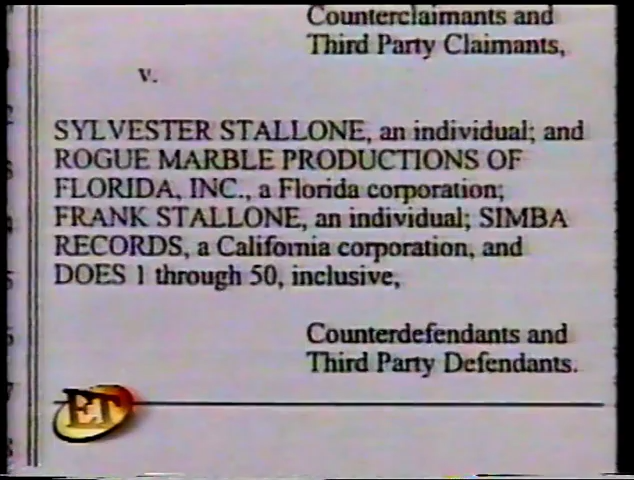 Counterclaimants and
Third Party Claimants,
v.
SYLVESTER STALLONE, an individual; and
ROGUE MARBLE PRODUCTIONS OF
FLORIDA, INC., a Florida corporation;
FRANK STALLONE, an individual; SIMBA
RECORDS, a California corporation, and
DOES 1 through 50, inclusive,
Counterdefendants and
Third Party Defendants.
ET